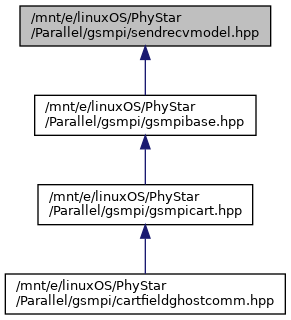 /mnt/e/linuxOS/PhyStar
/Parallel/gsmpi/sendrecvmodel.hpp
/mnt/e/linuxOS/PhyStar
/Parallel/gsmpi/gsmpibase.hpp
/mnt/e/linuxOS/PhyStar
/Parallel/gsmpi/gsmpicart.hpp
/mnt/e/linuxOS/PhyStar
/Parallel/gsmpi/cartfieldghostcomm.hpp